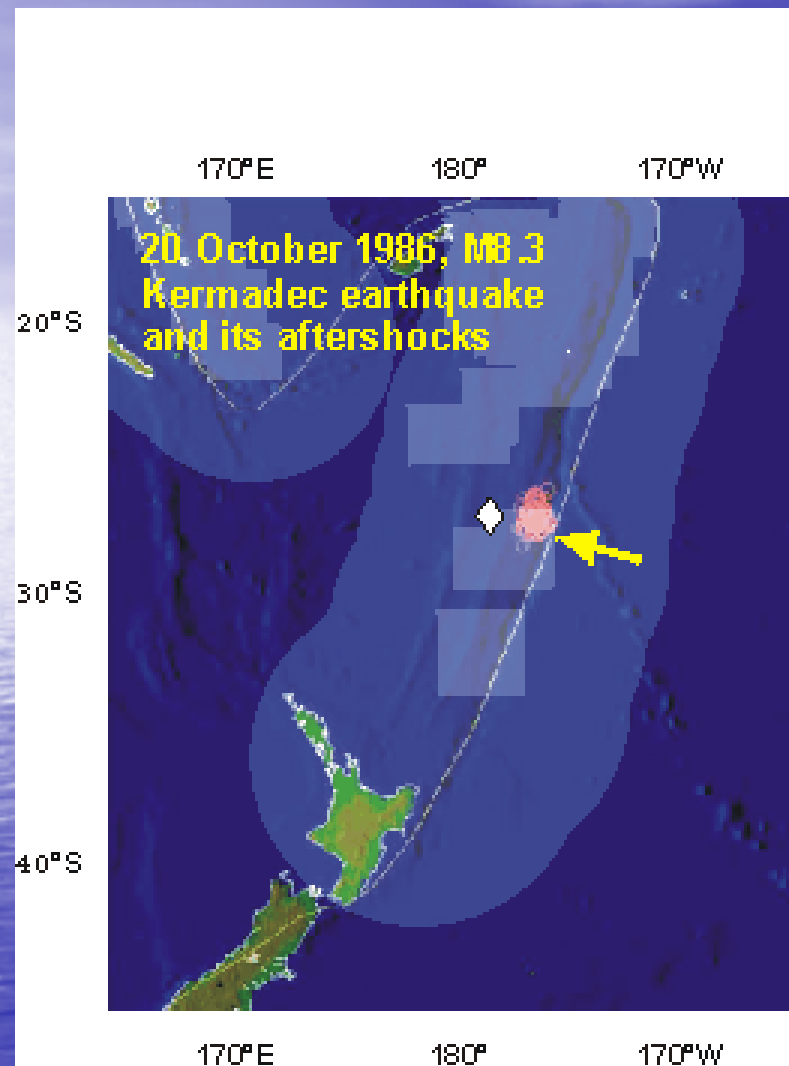 170°E 180° 170°W
20 October 1986, M8.3
Kermadec earthquake
and its aftershocks
20°S
30°S
40°S
170°E 180° 170°W